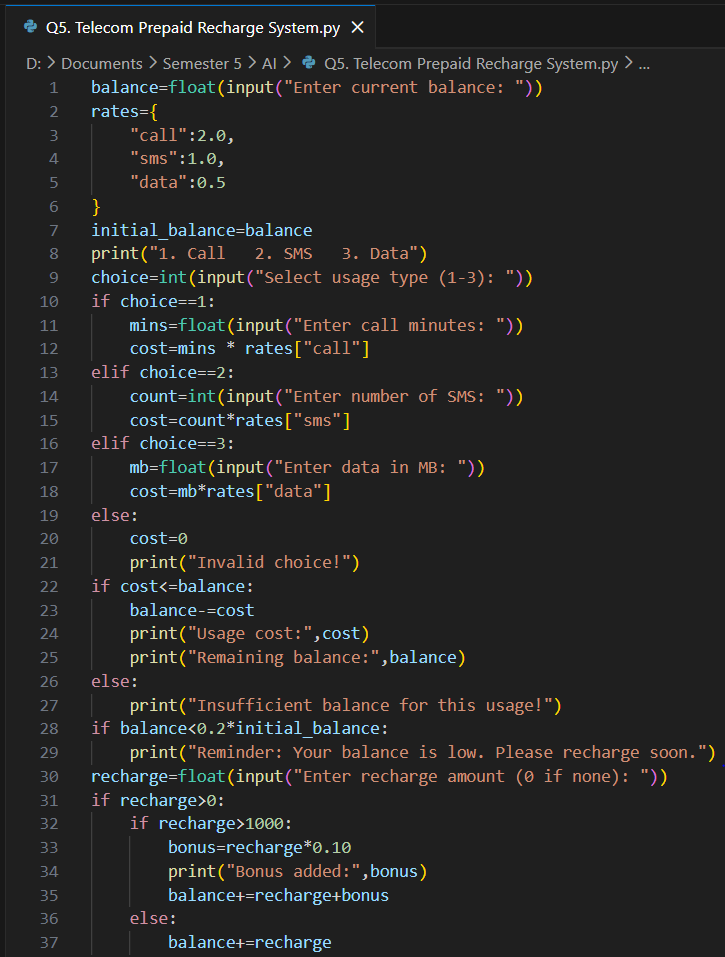 Q5. Telecom Prepaid Recharge System.py ×
D: > Documents > Semester 5 > AI > Q5. Telecom Prepaid Recharge System.py > ...
1 balance=float(input("Enter current balance: "))
2 rates={
3     "call":2.0,
4     "sms":1.0,
5     "data":0.5
6 }
7 initial_balance=balance
8 print("1. Call   2. SMS   3. Data")
9 choice=int(input("Select usage type (1-3): "))
10 if choice==1:
11     mins=float(input("Enter call minutes: "))
12     cost=mins * rates["call"]
13 elif choice==2:
14     count=int(input("Enter number of SMS: "))
15     cost=count*rates["sms"]
16 elif choice==3:
17     mb=float(input("Enter data in MB: "))
18     cost=mb*rates["data"]
19 else:
20     cost=0
21     print("Invalid choice!")
22 if cost<=balance:
23     balance-=cost
24     print("Usage cost:",cost)
25     print("Remaining balance:",balance)
26 else:
27     print("Insufficient balance for this usage!")
28 if balance<0.2*initial_balance:
29     print("Reminder: Your balance is low. Please recharge soon.")
30 recharge=float(input("Enter recharge amount (0 if none): "))
31 if recharge>0:
32     if recharge>1000:
33         bonus=recharge*0.10
34         print("Bonus added:",bonus)
35         balance+=recharge+bonus
36     else:
37         balance+=recharge